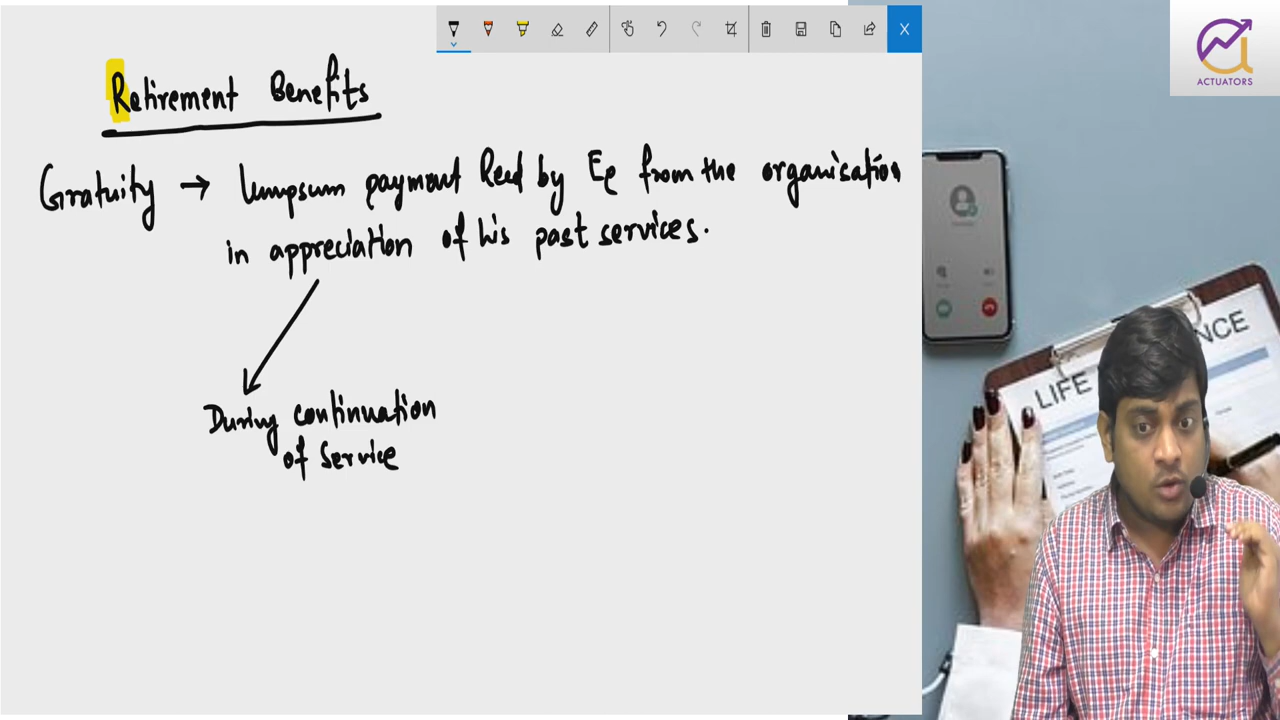 ACTUATORS
Retirement Benefits
Gratuity → lumpsum payment Recd by Ee from the organisation
in appreciation of his past services.
During continuation
of Service
LIFE
NCE